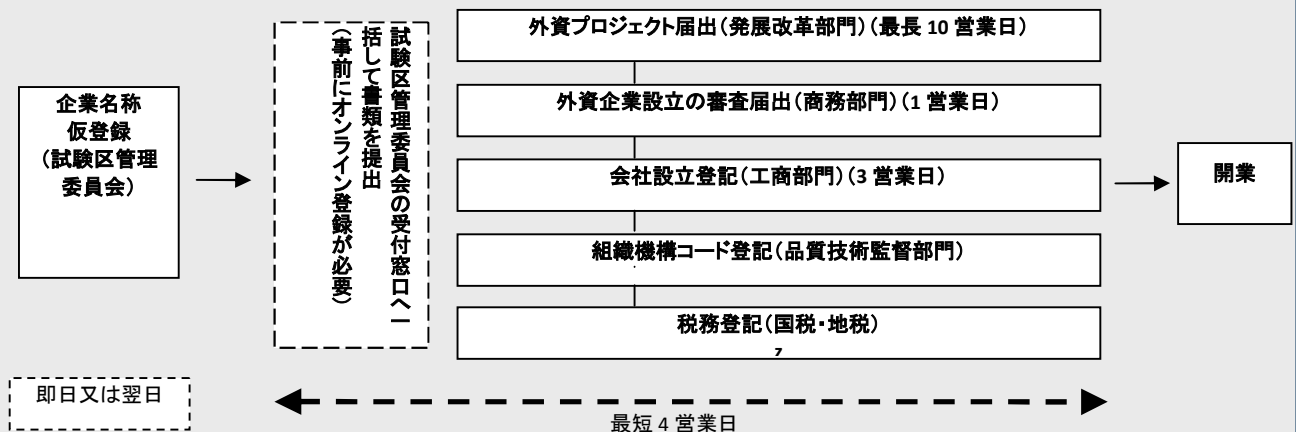 企業名称
仮登録
(試験区管理
委員会)
試験区管理委員会の受付窓口へ一
括して書類を提出
(事前にオンライン登録が必要)
外資プロジェクト届出(発展改革部門)(最長 10 営業日)
外資企業設立の審査届出(商務部門)(1 営業日)
会社設立登記(工商部門)(3 営業日)
組織機構コード登記(品質技術監督部門)
税務登記(国税・地税)
開業
即日又は翌日
最短 4 営業日